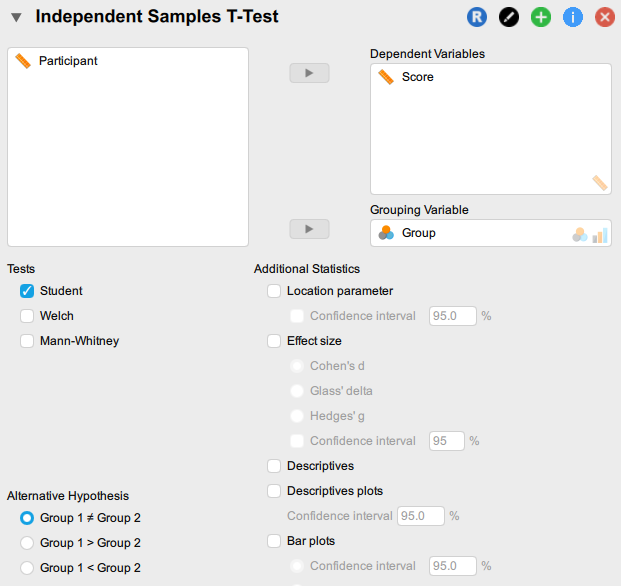 Independent Samples T-Test
R
i
Participant
Dependent Variables
Score
Grouping Variable
Group
Tests
Student
Welch
Mann-Whitney
Additional Statistics
Location parameter
Confidence interval 95.0 %
Effect size
Cohen's d
Glass' delta
Hedges' g
Confidence interval 95 %
Descriptives
Descriptives plots
Confidence interval 95.0 %
Bar plots
Confidence interval 95.0 %
Alternative Hypothesis
Group 1 ≠ Group 2
Group 1 > Group 2
Group 1 < Group 2